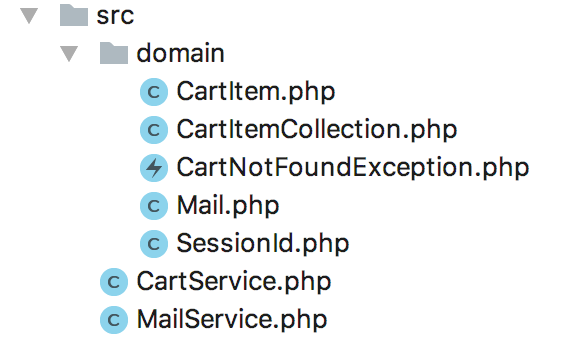 src
domain
C CartItem.php
C CartItemCollection.php
CartNotFoundException.php
C Mail.php
C SessionId.php
C CartService.php
C MailService.php